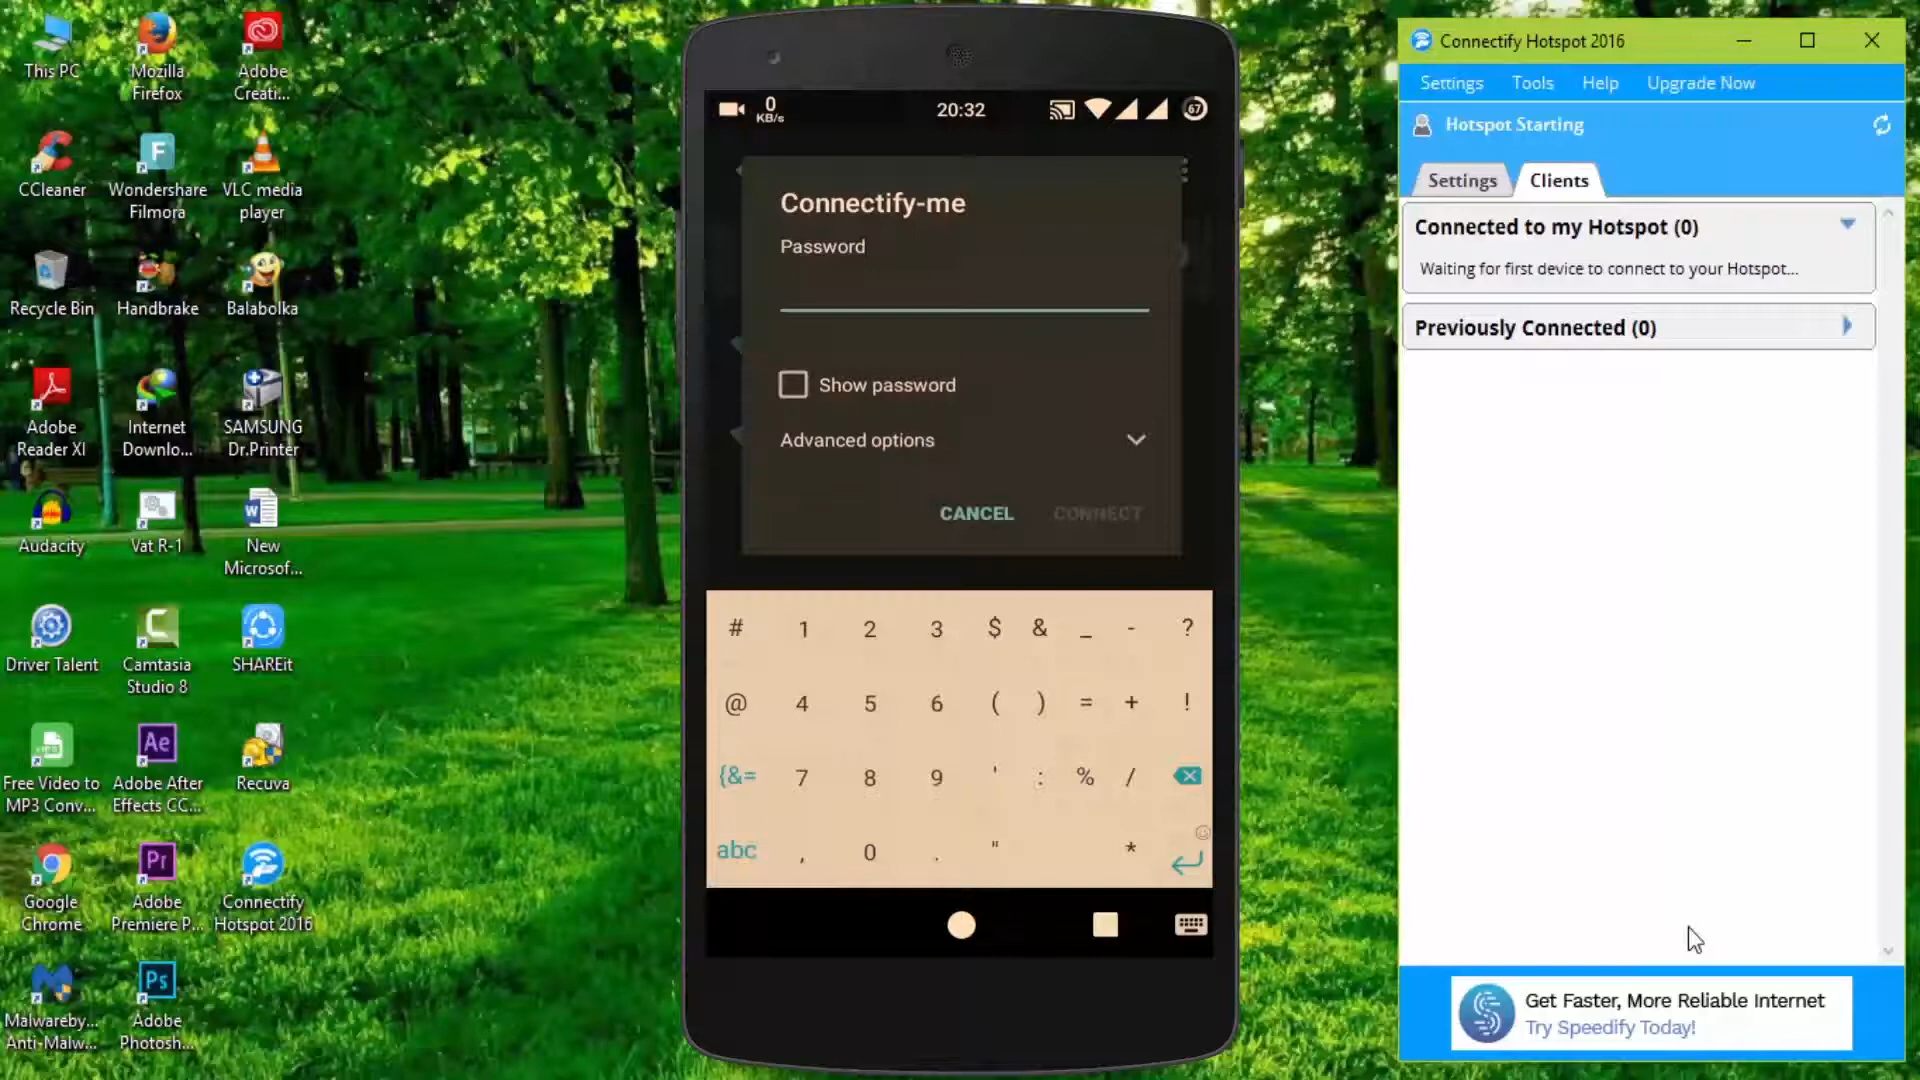 This PC
Mozilla
Firefox
Adobe
Creati...
CCleaner
Wondershare
Filmora
VLC media
player
Recycle Bin
Handbrake
Balabolka
Adobe
Reader XI
Internet
Downlo...
SAMSUNG
Dr.Printer
Audacity
Vat R-1
New
Microsof...
Driver Talent
Camtasia
Studio 8
SHAREit
Free Video to
MP3 Conv...
Adobe After
Effects CC...
Recuva
Google
Chrome
Adobe
Premiere P...
Connectify
Hotspot 2016
Malwareby...
Anti-Malw...
Adobe
Photosh...
0
KB/s
20:32
67
Connectify-me
Password
Show password
Advanced options
CANCEL CONNECT
# 1 2 3 $ & _ - ?
@ 4 5 6 ( ) = + !
{&= 7 8 9 ' : % /
abc , 0 . " *
Connectify Hotspot 2016
Settings Tools Help Upgrade Now
Hotspot Starting
Settings Clients
Connected to my Hotspot (0)
Waiting for first device to connect to your Hotspot...
Previously Connected (0)
Get Faster, More Reliable Internet
Try Speedify Today!